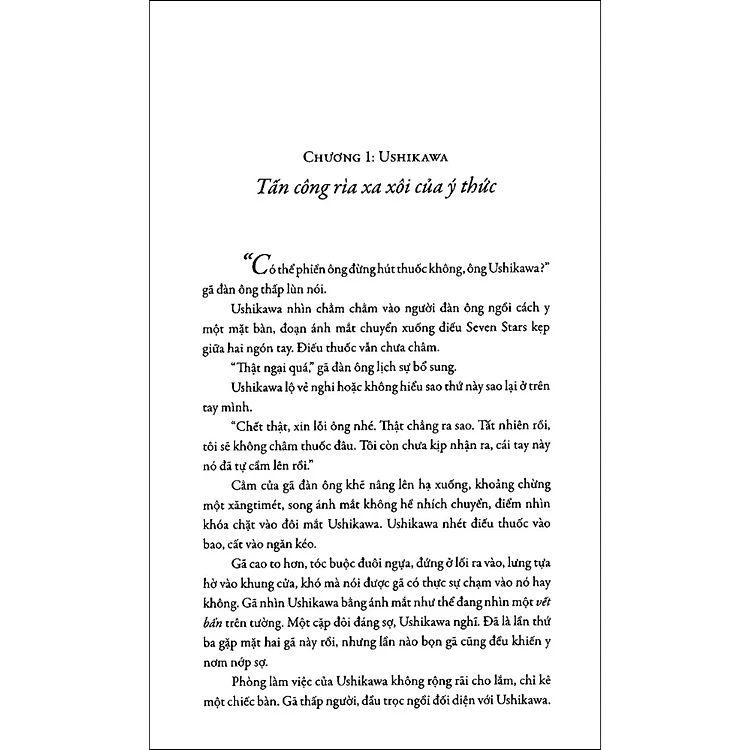 Chương 1: Ushikawa
Tấn công rìa xa xôi của ý thức
“Có thể phiền ông đừng hút thuốc không, ông Ushikawa?”
gã đàn ông thấp lùn nói.
Ushikawa nhìn chằm chằm vào người đàn ông ngồi cách y
một mặt bàn, đoạn ánh mắt chuyển xuống điếu Seven Stars kẹp
giữa hai ngón tay. Điếu thuốc vẫn chưa châm.
“Thật ngại quá,” gã đàn ông lịch sự bổ sung.
Ushikawa lộ vẻ nghi hoặc không hiểu sao thứ này sao lại ở trên
tay mình.
“Chết thật, xin lỗi ông nhé. Thật chẳng ra sao. Tất nhiên rồi,
tôi sẽ không châm thuốc đâu. Tôi còn chưa kịp nhận ra, cái tay này
nó đã tự cầm lên rồi.”
Cằm của gã đàn ông khẽ nâng lên hạ xuống, khoảng chừng
một xăngtimét, song ánh mắt không hề nhích chuyển, điểm nhìn
khóa chặt vào đôi mắt Ushikawa. Ushikawa nhét điếu thuốc vào
bao, cất vào ngăn kéo.
Gã cao to hơn, tóc buộc đuôi ngựa, đứng ở lối ra vào, lưng tựa
hờ vào khung cửa, khó mà nói được gã có thực sự chạm vào nó hay
không. Gã nhìn Ushikawa bằng ánh mắt như thể đang nhìn một vết
bẩn trên tường. Một cặp đôi đáng sợ, Ushikawa nghĩ. Đã là lần thứ
ba gặp mặt hai gã này rồi, nhưng lần nào bọn gã cũng đều khiến y
nơm nớp sợ.
Phòng làm việc của Ushikawa không rộng rãi cho lắm, chỉ kê
một chiếc bàn. Gã thấp người, đầu trọc ngồi đối diện với Ushikawa.